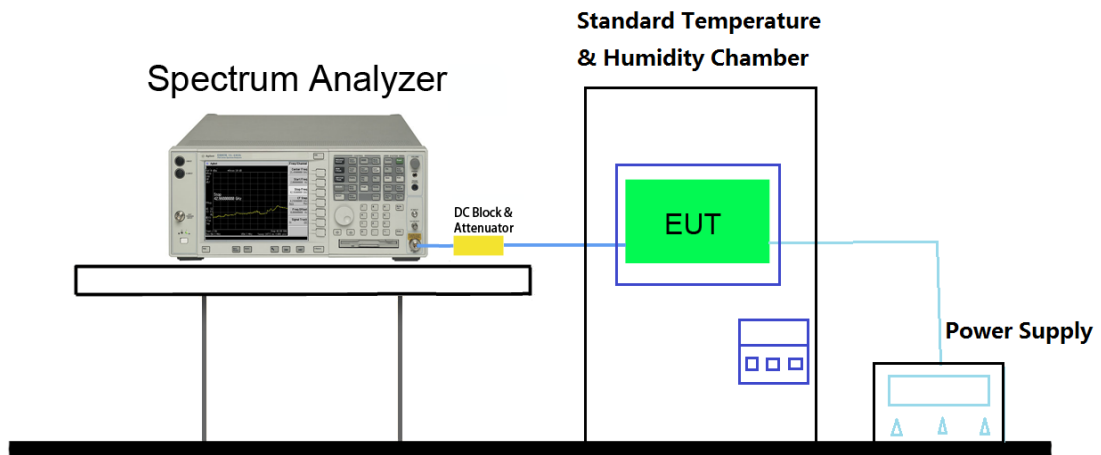 Standard Temperature
& Humidity Chamber
Spectrum Analyzer
DC Block &
Attenuator
EUT
Power Supply